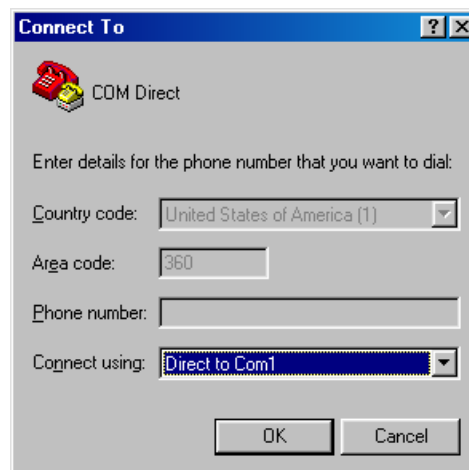 Connect To
COM Direct
Enter details for the phone number that you want to dial:
Country code: United States of America (1)
Area code: 360
Phone number:
Connect using: Direct to Com1
OK Cancel